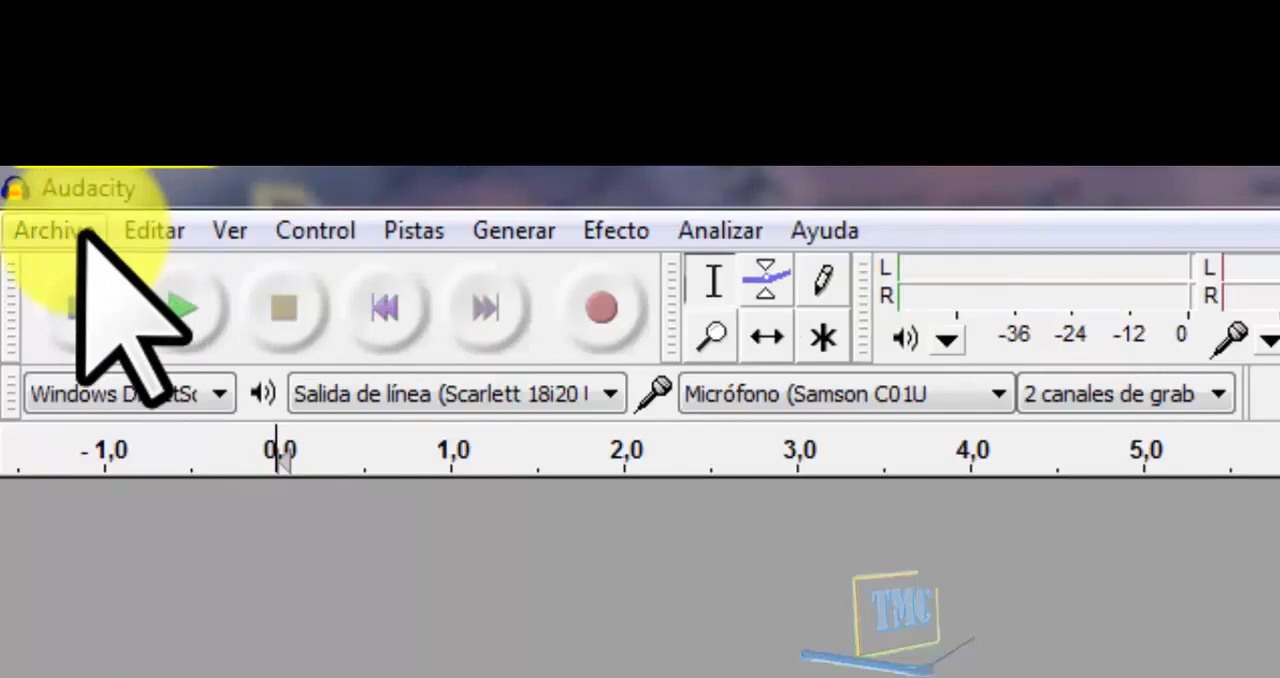 Audacity
Archivo Editar Ver Control Pistas Generar Efecto Analizar Ayuda
L
R
L
R
-36 -24 -12 0
Salida de línea (Scarlett 18i20 Micrófono (Samson C01U 2 canales de grab
Windows
- 1,0 0,0 1,0 2,0 3,0 4,0 5,0
TMC